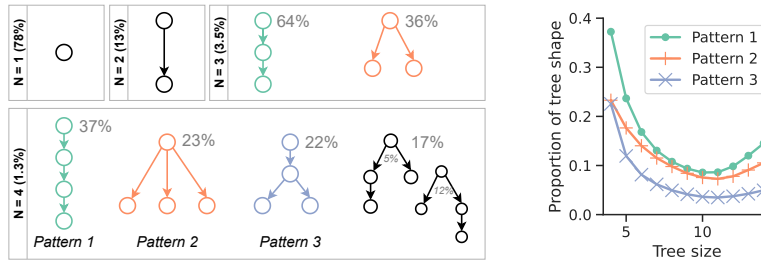 N = 1 (78%)
N = 2 (13%)
N = 3 (3.5%)
64%
36%
N = 4 (1.3%)
37%
23%
22%
17%
5%
12%
Pattern 1
Pattern 2
Pattern 3
Proportion of tree shape
0.4
0.3
0.2
0.1
0.0
Pattern 1
Pattern 2
Pattern 3
5
10
Tree size